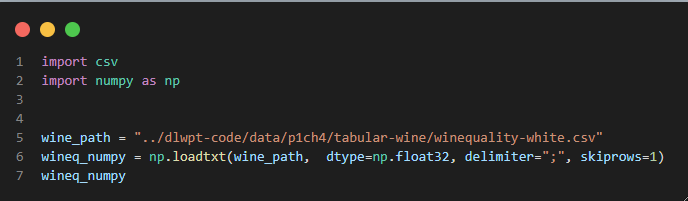 1 import csv
2 import numpy as np
3
4
5 wine_path = "../dlwpt-code/data/p1ch4/tabular-wine/winequality-white.csv"
6 wineq_numpy = np.loadtxt(wine_path,  dtype=np.float32, delimiter=";", skiprows=1)
7 wineq_numpy